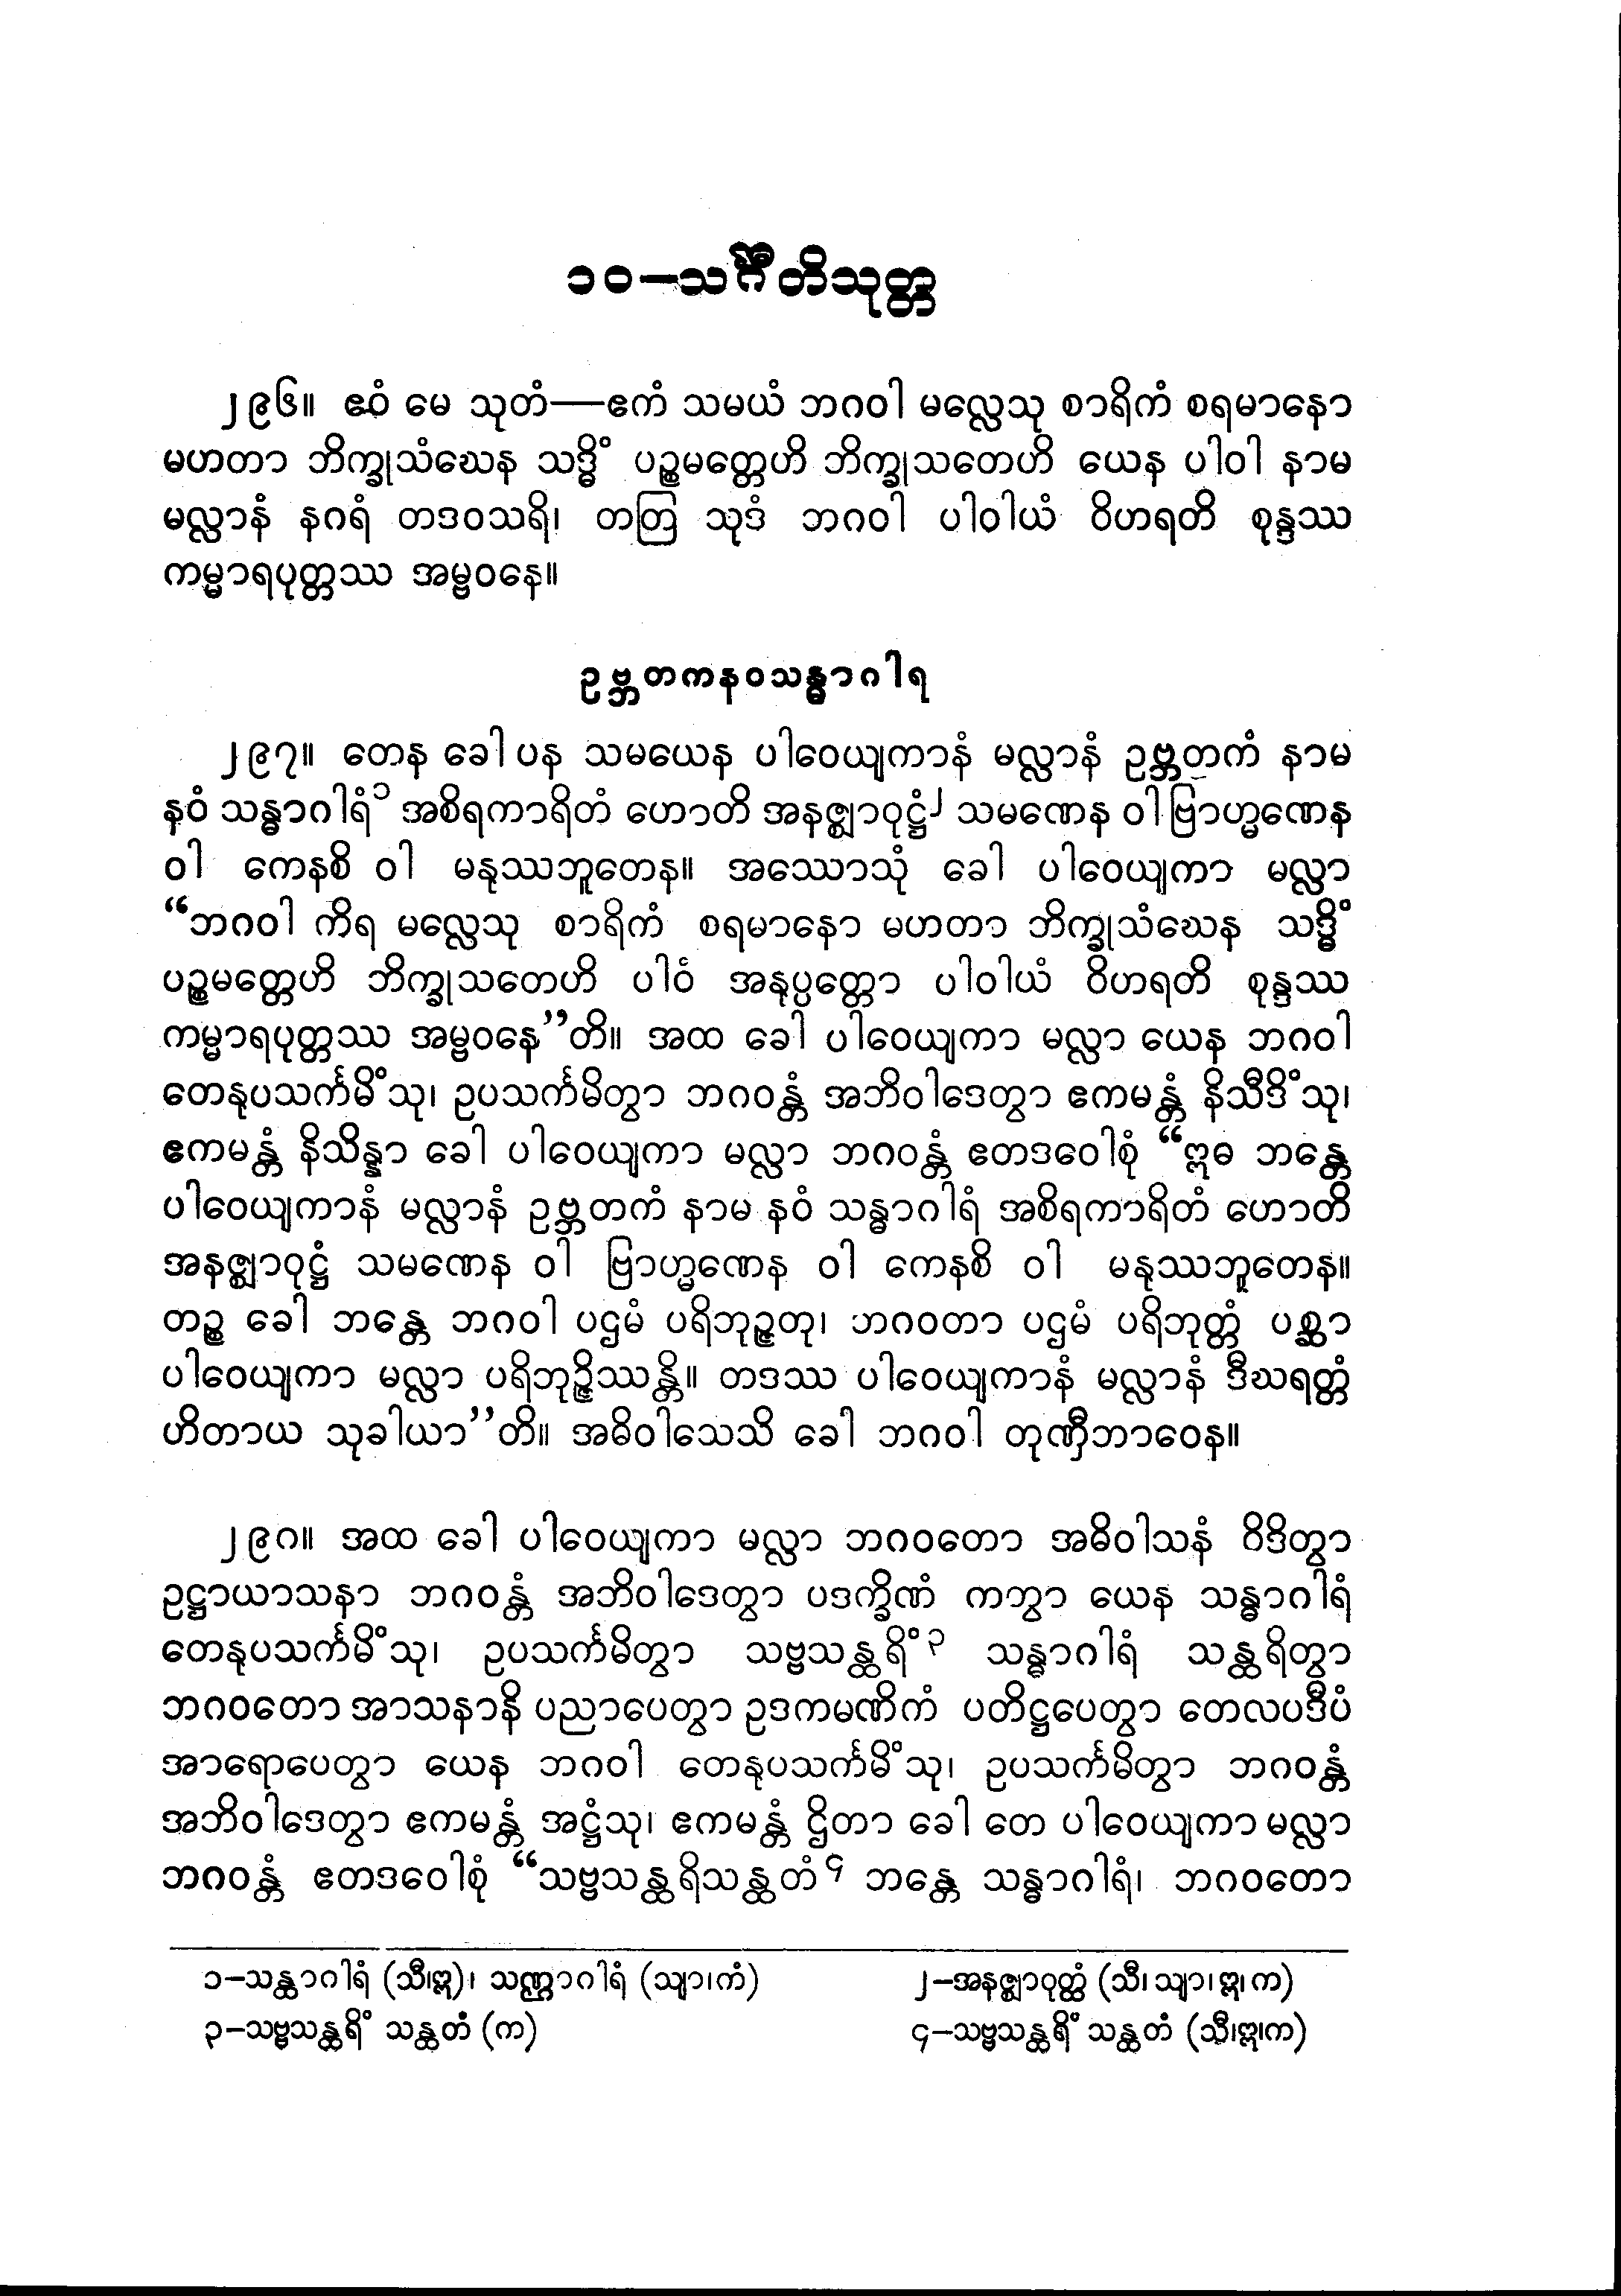 ၁၀–သင်္ဂီတိသုတ္တ
၂၉၆။ ဧဝံ မေ သုတံ—ဧကံ သမယံ ဘဂဝါ မလ္လေသု စာရိကံ စရမာနော
မဟတာ ဘိက္ခုသံဃေန သဒ္ဓိံ ပဉ္စမတ္တေဟိ ဘိက္ခုသတေဟိ ယေန ပါဝါ နာမ
မလ္လာနံ နဂရံ တဒဝသရိ၊ တတြ သုဒံ ဘဂဝါ ပါဝါယံ ဝိဟရတိ စုန္ဒဿ
ကမ္မာရပုတ္တဿ အမ္ဗဝနေ။
ဥဗ္ဘတကနဝသန္ဓာဂါရ
၂၉၇။ တေန ခေါ ပန သမယေန ပါဝေယျကာနံ မလ္လာနံ ဥဗ္ဘတကံ နာမ
နဝံ သန္ဓာဂါရံ၁ အစိရကာရိတံ ဟောတိ အနဇ္ဈာဝုဋ္ဌံ၂ သမဏေန ဝါ ဗြာဟ္မဏေန
ဝါ ကေနစိ ဝါ မနုဿဘူတေန။ အဿောသုံ ခေါ ပါဝေယျကာ မလ္လာ
“ဘဂဝါ ကိရ မလ္လေသု စာရိကံ စရမာနော မဟတာ ဘိက္ခုသံဃေန သဒ္ဓိံ
ပဉ္စမတ္တေဟိ ဘိက္ခုသတေဟိ ပါဝံ အနုပ္ပတ္တော ပါဝါယံ ဝိဟရတိ စုန္ဒဿ
ကမ္မာရပုတ္တဿ အမ္ဗဝနေ”တိ။ အထ ခေါ ပါဝေယျကာ မလ္လာ ယေန ဘဂဝါ
တေနုပသင်္ကမိံသု၊ ဥပသင်္ကမိတွာ ဘဂဝန္တံ အဘိဝါဒေတွာ ဧကမန္တံ နိသီဒိံသု၊
ဧကမန္တံ နိသိန္နာ ခေါ ပါဝေယျကာ မလ္လာ ဘဂဝန္တံ ဧတဒဝေါစုံ “ဣဓ ဘန္တေ
ပါဝေယျကာနံ မလ္လာနံ ဥဗ္ဘတကံ နာမ နဝံ သန္ဓာဂါရံ အစိရကာရိတံ ဟောတိ
အနဇ္ဈာဝုဋ္ဌံ သမဏေန ဝါ ဗြာဟ္မဏေန ဝါ ကေနစိ ဝါ မနုဿဘူတေန။
တဉ္စ ခေါ ဘန္တေ ဘဂဝါ ပဌမံ ပရိဘုဉ္ဇတု၊ ဘဂဝတာ ပဌမံ ပရိဘုတ္တံ ပစ္ဆာ
ပါဝေယျကာ မလ္လာ ပရိဘုဉ္ဇိဿန္တိ။ တဒဿ ပါဝေယျကာနံ မလ္လာနံ ဒီဃရတ္တံ
ဟိတာယ သုခါယာ”တိ။ အဓိဝါသေသိ ခေါ ဘဂဝါ တုဏှီဘာဝေန။
၂၉၈။ အထ ခေါ ပါဝေယျကာ မလ္လာ ဘဂဝတော အဓိဝါသနံ ဝိဒိတွာ
ဥဋ္ဌာယာသနာ ဘဂဝန္တံ အဘိဝါဒေတွာ ပဒက္ခိဏံ ကတွာ ယေန သန္ဓာဂါရံ
တေနုပသင်္ကမိံသု၊ ဥပသင်္ကမိတွာ သဗ္ဗသန္ထရိံ၃ သန္ဓာဂါရံ သန္ထရိတွာ
ဘဂဝတော အာသနာနိ ပညာပေတွာ ဥဒကမဏိကံ ပတိဋ္ဌပေတွာ တေလပဒီပံ
အာရောပေတွာ ယေန ဘဂဝါ တေနုပသင်္ကမိံသု၊ ဥပသင်္ကမိတွာ ဘဂဝန္တံ
အဘိဝါဒေတွာ ဧကမန္တံ အဋ္ဌံသု၊ ဧကမန္တံ ဌိတာ ခေါ တေ ပါဝေယျကာ မလ္လာ
ဘဂဝန္တံ ဧတဒဝေါစုံ “သဗ္ဗသန္ထရိသန္ထတံ၄ ဘန္တေ သန္ဓာဂါရံ၊ ဘဂဝတော
၁–သန္ထာဂါရံ (သီ၊ဣ)၊ သဏ္ဌာဂါရံ (သျာ၊ကံ) ၂–အနဇ္ဈာဝုတ္ထံ (သီ၊ သျာ၊ ဣ၊ က)
၃–သဗ္ဗသန္ထရိံ သန္ထတံ (က) ၄–သဗ္ဗသန္ထရိံ သန္ထတံ (သီ၊ဣ၊က)